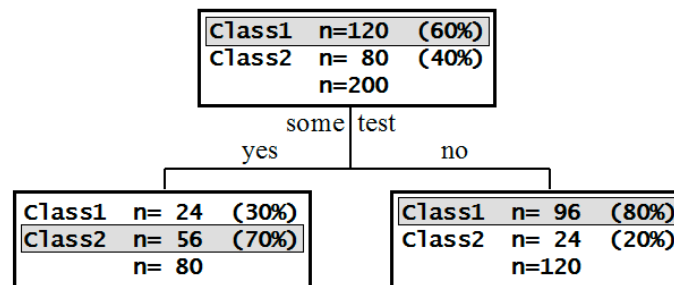 Class1 n=120 (60%)
Class2 n= 80 (40%)
n=200
some test
yes no
Class1 n= 24 (30%)
Class2 n= 56 (70%)
n= 80
Class1 n= 96 (80%)
Class2 n= 24 (20%)
n=120